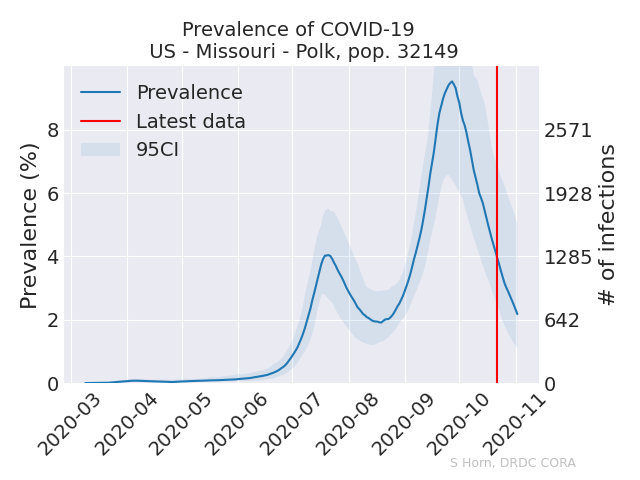 Prevalence of COVID-19
US - Missouri - Polk, pop. 32149
Prevalence
Latest data
95CI
Prevalence (%)
8
6
4
2
0
2571
1928
1285
642
0
# of infections
2020-03
2020-04
2020-05
2020-06
2020-07
2020-08
2020-09
2020-10
2020-11
S Horn, DRDC CORA